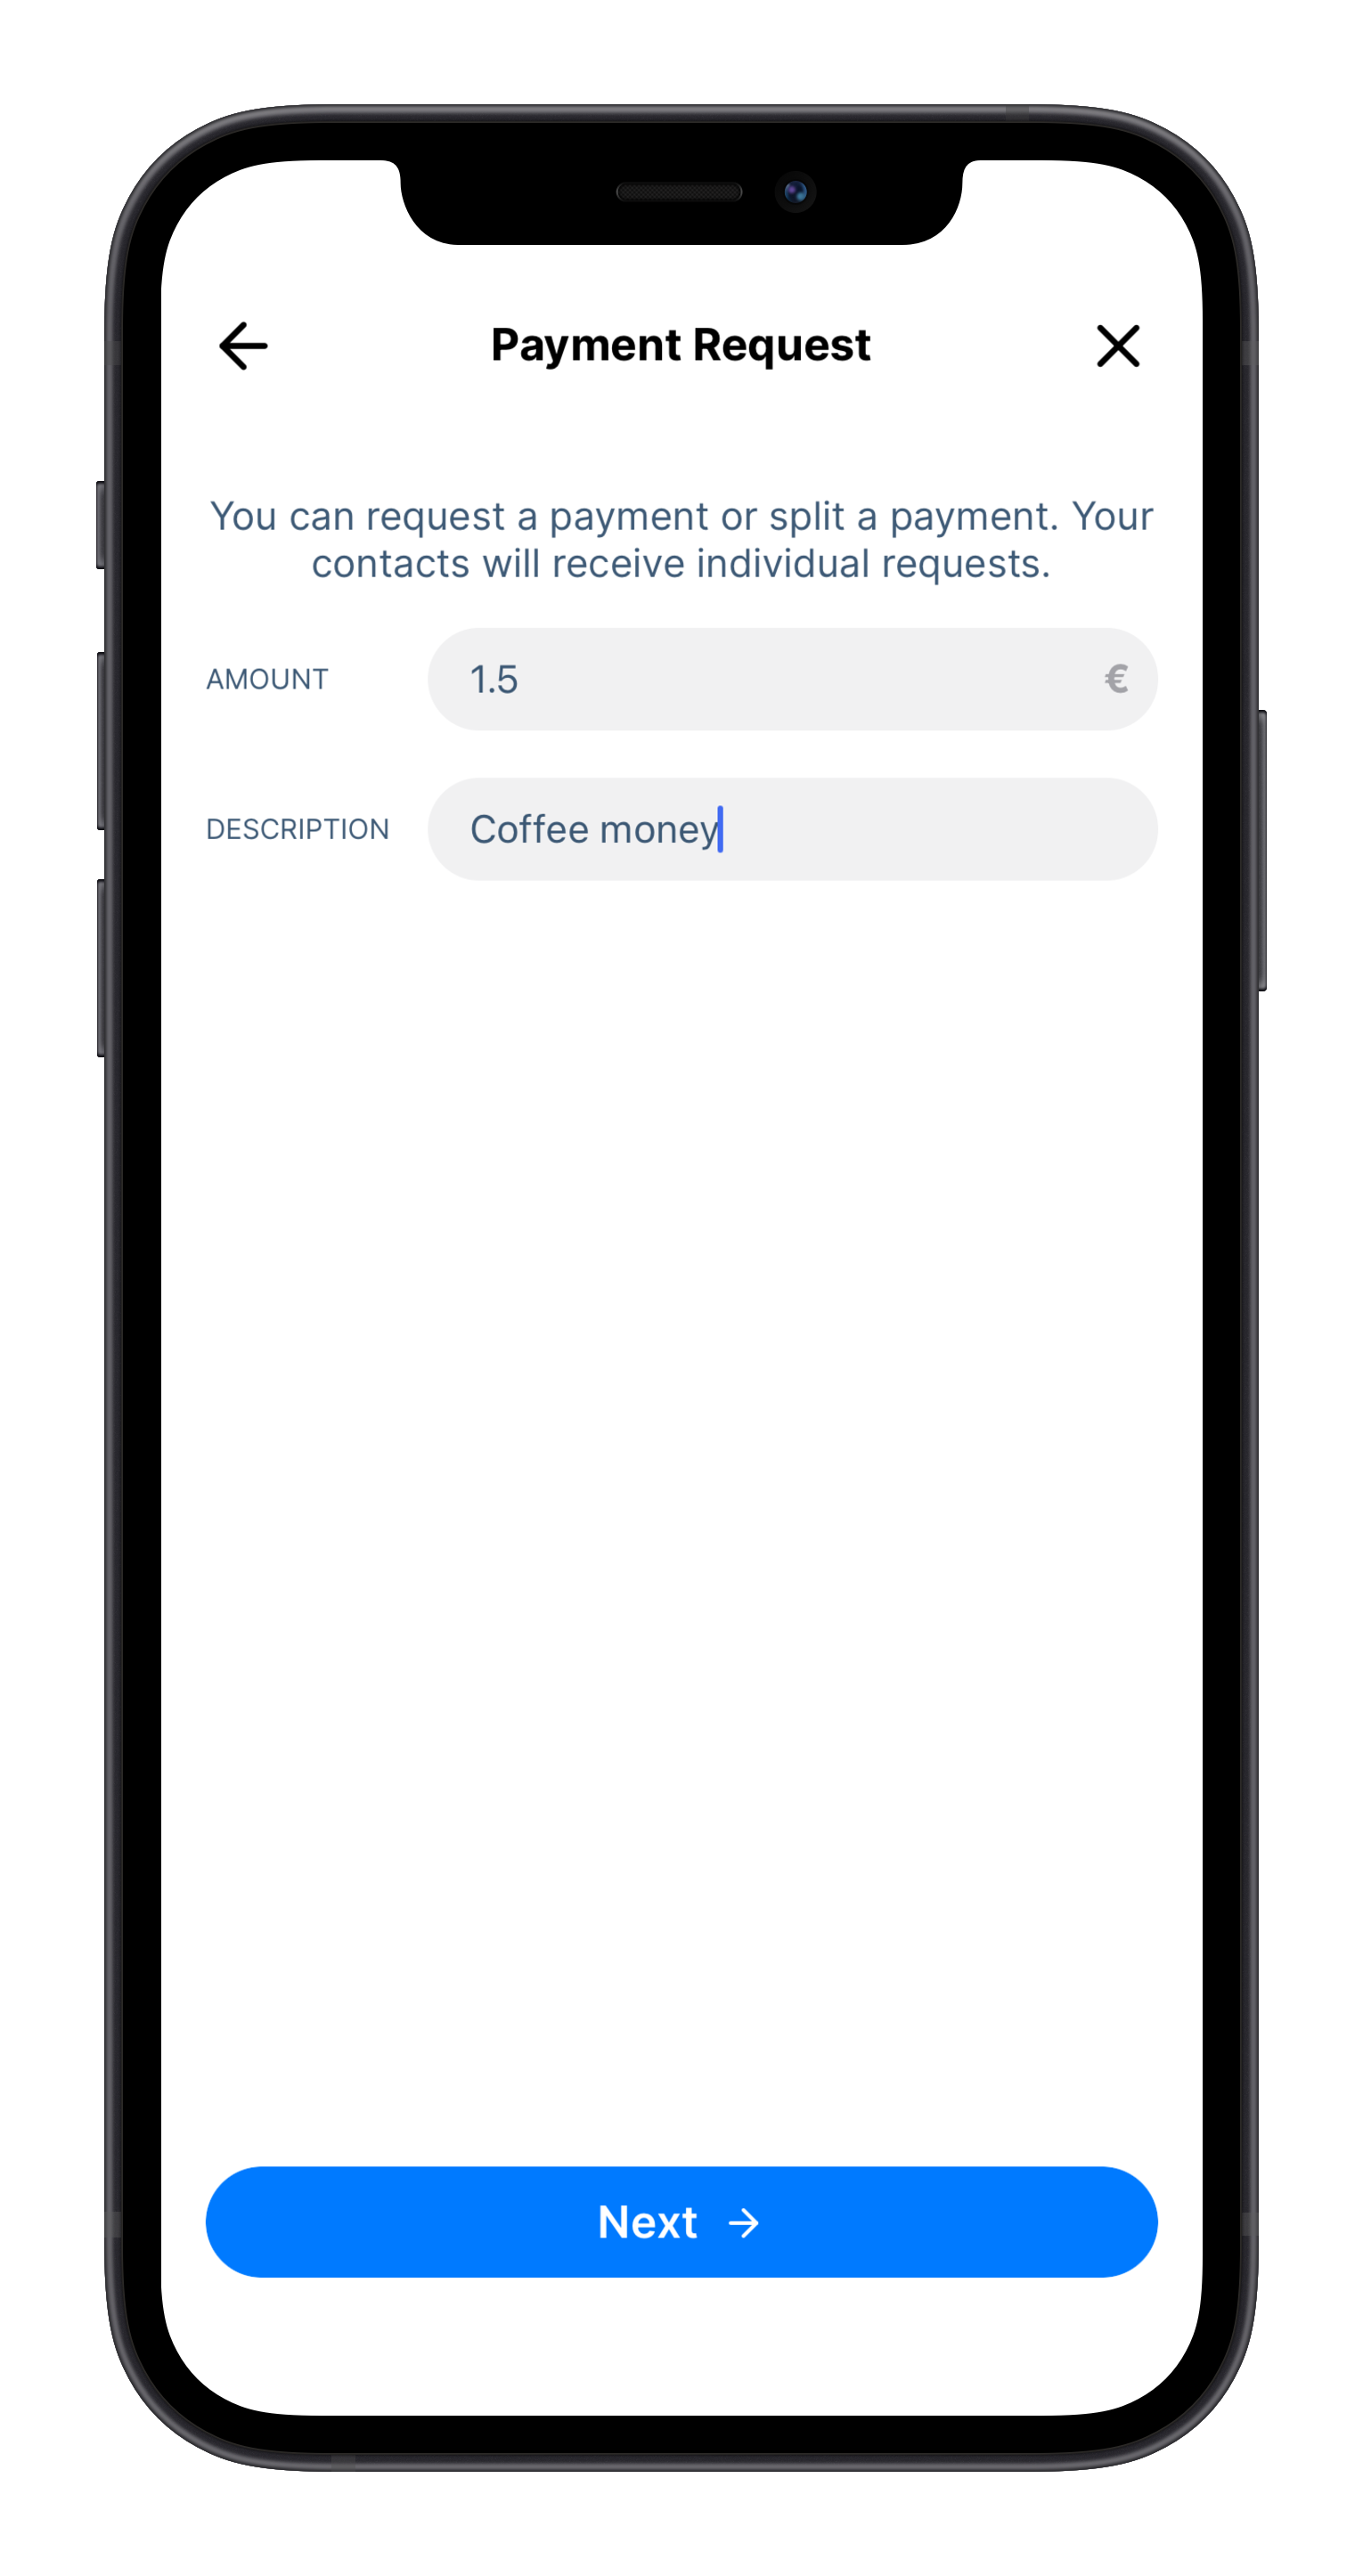 Payment Request
You can request a payment or split a payment. Your
contacts will receive individual requests.
AMOUNT 1.5 €
DESCRIPTION Coffee money
Next →